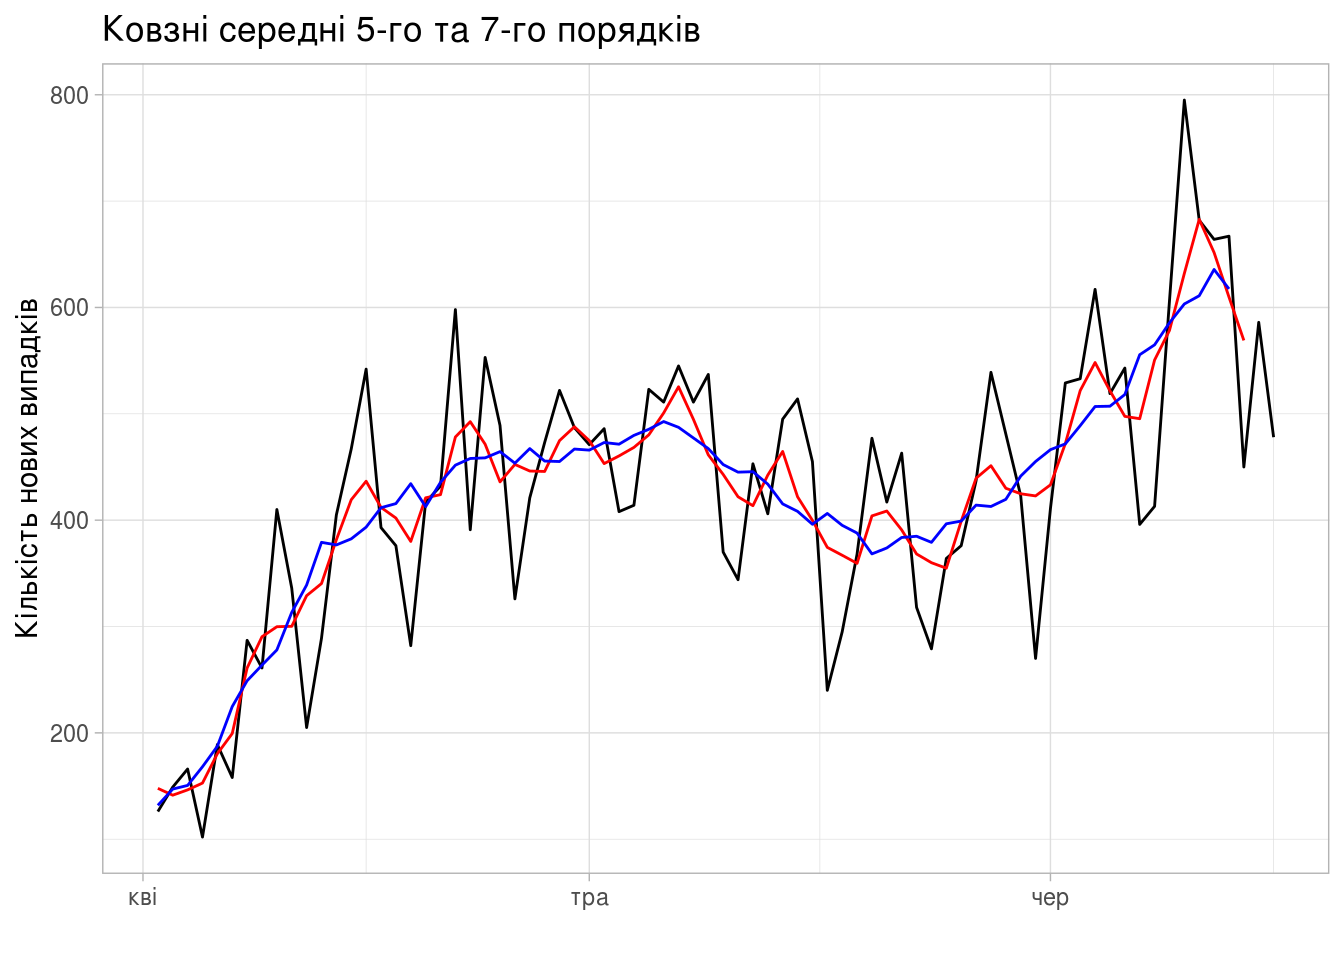 Ковзні середні 5-го та 7-го порядків
Кількість нових випадків
800
600
400
200
кві
тра
чер